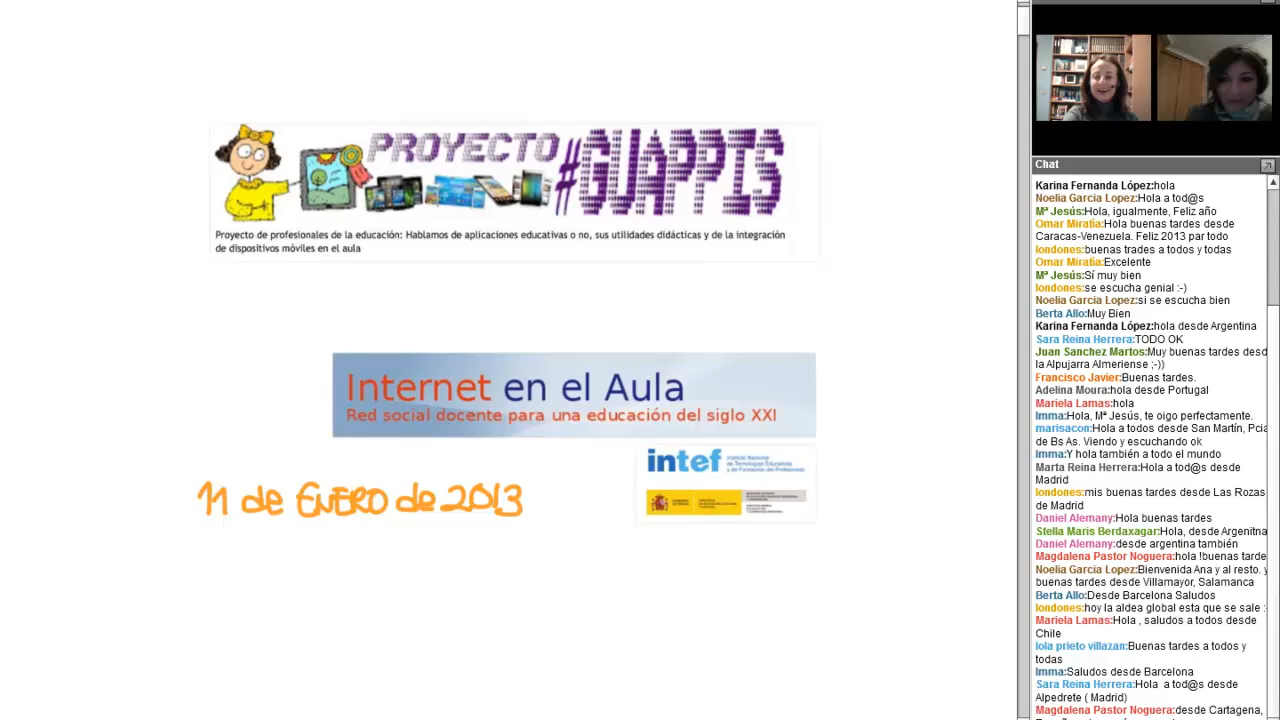 PROYECTO #GUAPPIS
Proyecto de profesionales de la educación: Hablamos de aplicaciones educativas o no, sus utilidades didácticas y de la integración
de dispositivos móviles en el aula
Internet en el Aula
Red social docente para una educación del siglo XXI
intef
Instituto Nacional
de Tecnologías Educativas
y de Formación del Profesorado
11 de ENERO de 2013
Chat
Karina Fernanda López:hola
Noelia Garcia Lopez:Hola a tod@s
Mª Jesús:Hola, igualmente, Feliz año
Omar Miratía:Hola buenas tardes desde
Caracas-Venezuela. Feliz 2013 par todo
londones:buenas trades a todos y todas
Omar Miratía:Excelente
Mª Jesús:Sí muy bien
londones:se escucha genial :-)
Noelia Garcia Lopez:si se escucha bien
Berta Allo:Muy Bien
Karina Fernanda López:hola desde Argentina
Sara Reina Herrera:TODO OK
Juan Sanchez Martos:Muy buenas tardes desd
la Alpujarra Almeriense ;-))
Francisco Javier:Buenas tardes.
Adelina Moura:hola desde Portugal
Mariela Lamas:hola
Imma:Hola, Mª Jesús, te oigo perfectamente.
marisacon:Hola a todos desde San Martín, Pcia
de Bs As. Viendo y escuchando ok
Imma:Y hola también a todo el mundo
Marta Reina Herrera:Hola a tod@s desde
Madrid
londones:mis buenas tardes desde Las Rozas
de Madrid
Daniel Alemany:Hola buenas tardes
Stella Maris Berdaxagar:Hola, desde Argenitna
Daniel Alemany:desde argentina también
Magdalena Pastor Noguera:hola !buenas tarde
Noelia Garcia Lopez:Bienvenida Ana y al resto. y
buenas tardes desde Villamayor, Salamanca
Berta Allo:Desde Barcelona Saludos
londones:hoy la aldea global esta que se sale :
Mariela Lamas:Hola , saludos a todos desde
Chile
lola prieto villazan:Buenas tardes a todos y
todas
Imma:Saludos desde Barcelona
Sara Reina Herrera:Hola a tod@s desde
Alpedrete ( Madrid)
Magdalena Pastor Noguera:desde Cartagena,